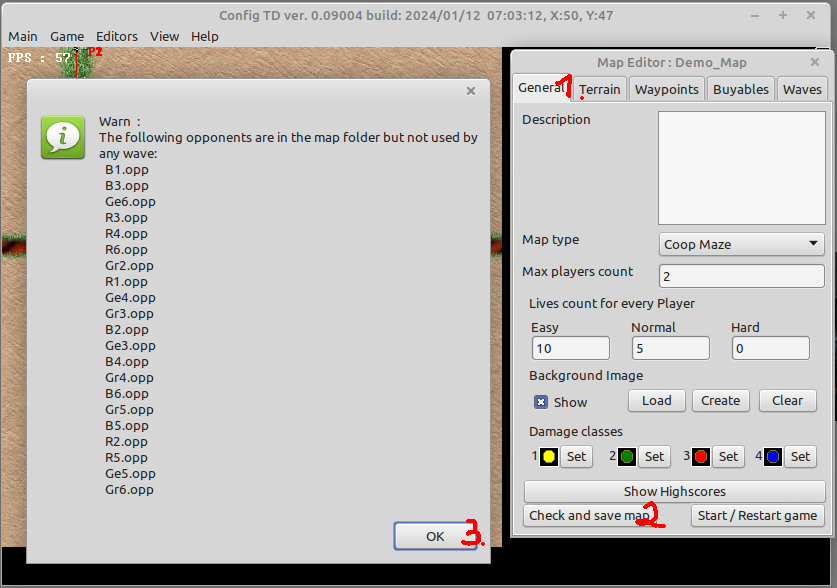 Config TD ver. 0.09004 build: 2024/01/12 07:03:12, X:50, Y:47
Main Game Editors View Help
FPS : 57
P2
Warn :
The following opponents are in the map folder but not used by
any wave:
B1.opp
B3.opp
Ge6.opp
R3.opp
R4.opp
R6.opp
Gr2.opp
R1.opp
Ge4.opp
Gr3.opp
B2.opp
Ge3.opp
B4.opp
Gr4.opp
B6.opp
Gr5.opp
B5.opp
R2.opp
R5.opp
Ge5.opp
Gr6.opp
OK
3.
Map Editor : Demo_Map
General 1. Terrain Waypoints Buyables Waves
Description
Map type
Coop Maze
Max players count
2
Lives count for every Player
Easy Normal Hard
10 5 0
Background Image
Show Load Create Clear
Damage classes
1 Set 2 Set 3 Set 4 Set
Show Highscores
Check and save map 2 Start / Restart game